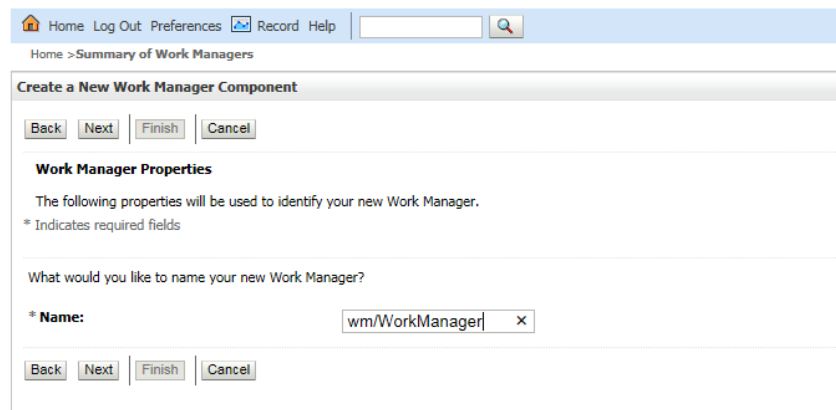 Home Log Out Preferences Record Help
Home >Summary of Work Managers
Create a New Work Manager Component
Back Next Finish Cancel
Work Manager Properties
The following properties will be used to identify your new Work Manager.
* Indicates required fields
What would you like to name your new Work Manager?
* Name: wm/WorkManager ×
Back Next Finish Cancel